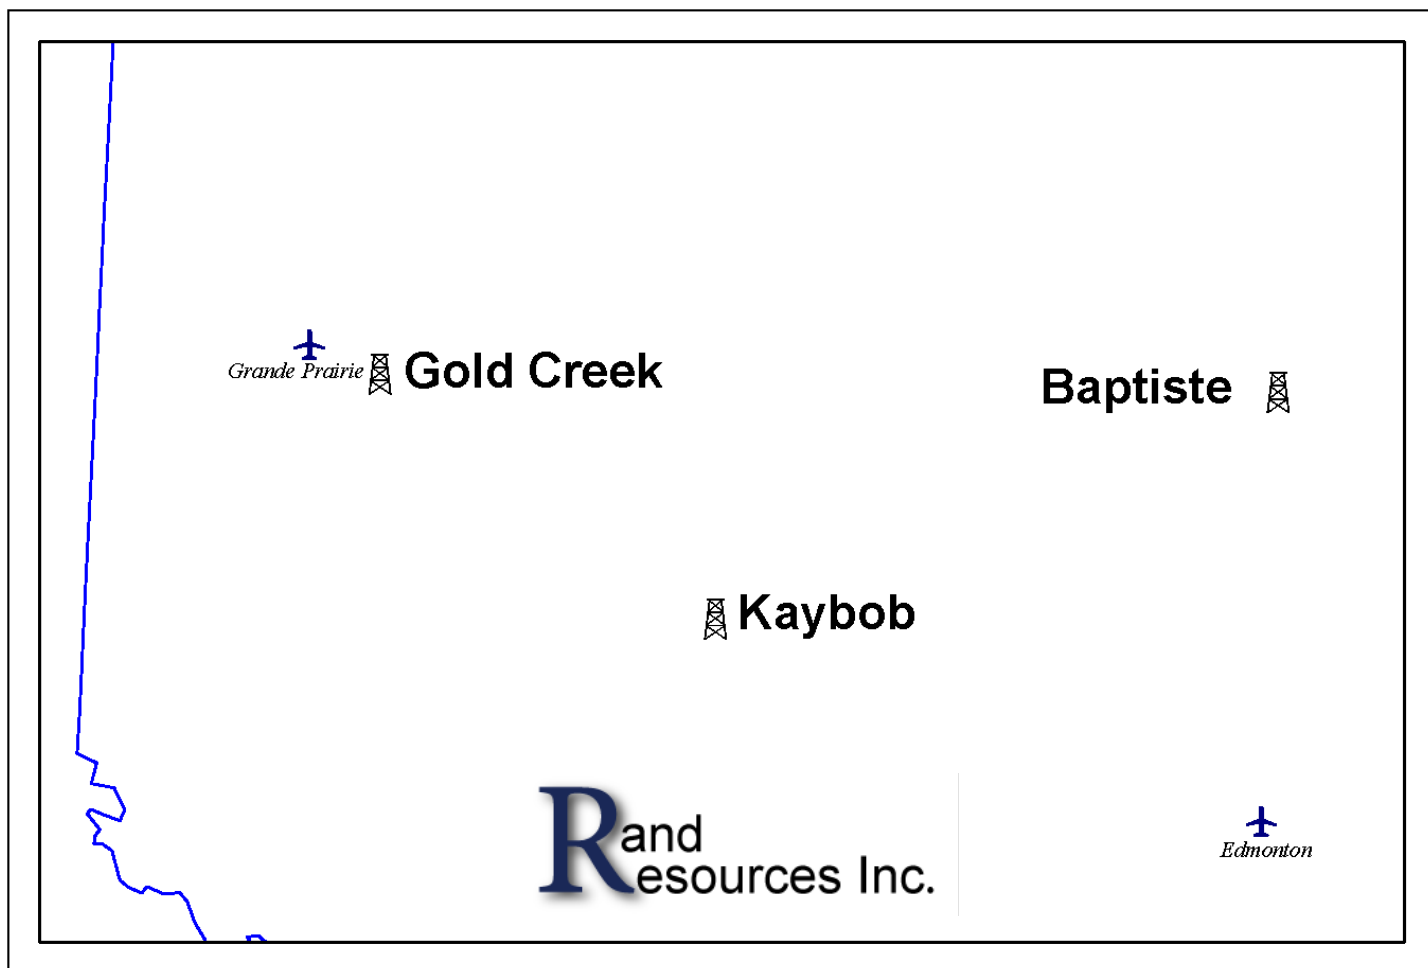 Grande Prairie
Gold Creek
Baptiste
Kaybob
Rand
Resources Inc.
Edmonton